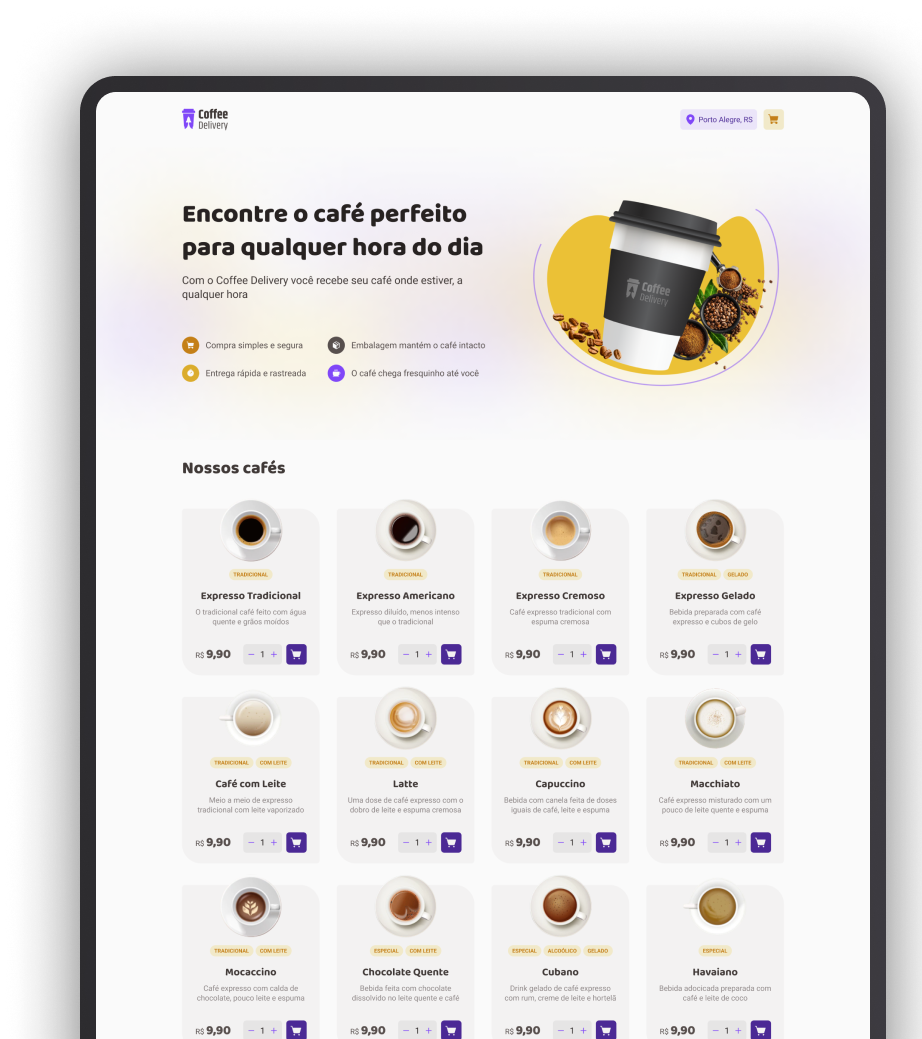 Coffee
Delivery
Porto Alegre, RS
Encontre o café perfeito
para qualquer hora do dia
Com o Coffee Delivery você recebe seu café onde estiver, a
qualquer hora
Coffee
Delivery
Compra simples e segura
Embalagem mantém o café intacto
Entrega rápida e rastreada
O café chega fresquinho até você
Nossos cafés
TRADICIONAL
Expresso Tradicional
O tradicional café feito com água
quente e grãos moídos
R$ 9,90
− 1 +
TRADICIONAL
Expresso Americano
Expresso diluído, menos intenso
que o tradicional
R$ 9,90
− 1 +
TRADICIONAL
Expresso Cremoso
Café expresso tradicional com
espuma cremosa
R$ 9,90
− 1 +
TRADICIONAL GELADO
Expresso Gelado
Bebida preparada com café
expresso e cubos de gelo
R$ 9,90
− 1 +
TRADICIONAL COM LEITE
Café com Leite
Meio a meio de expresso
tradicional com leite vaporizado
R$ 9,90
− 1 +
TRADICIONAL COM LEITE
Latte
Uma dose de café expresso com o
dobro de leite e espuma cremosa
R$ 9,90
− 1 +
TRADICIONAL COM LEITE
Capuccino
Bebida com canela feita de doses
iguais de café, leite e espuma
R$ 9,90
− 1 +
TRADICIONAL COM LEITE
Macchiato
Café expresso misturado com um
pouco de leite quente e espuma
R$ 9,90
− 1 +
TRADICIONAL COM LEITE
Mocaccino
Café expresso com calda de
chocolate, pouco leite e espuma
R$ 9,90
− 1 +
ESPECIAL COM LEITE
Chocolate Quente
Bebida feita com chocolate
dissolvido no leite quente e café
R$ 9,90
− 1 +
ESPECIAL ALCOÓLICO GELADO
Cubano
Drink gelado de café expresso
com rum, creme de leite e hortelã
R$ 9,90
− 1 +
ESPECIAL
Havaiano
Bebida adocicada preparada com
café e leite de coco
R$ 9,90
− 1 +